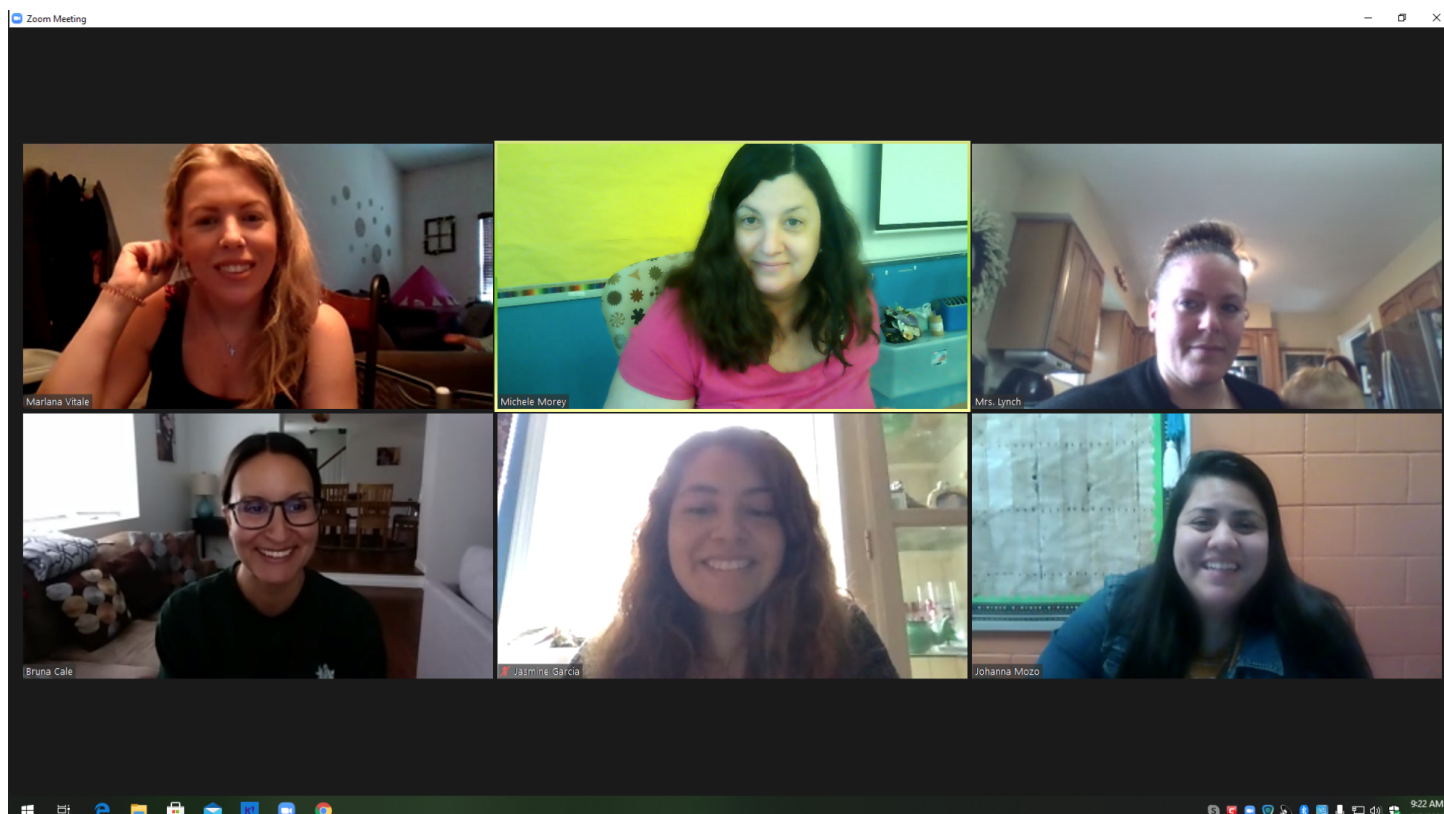 Zoom Meeting
Marlana Vitale
Michele Morey
Mrs. Lynch
Bruna Cale
Jasmine Garcia
Johanna Mozo
9:22 AM